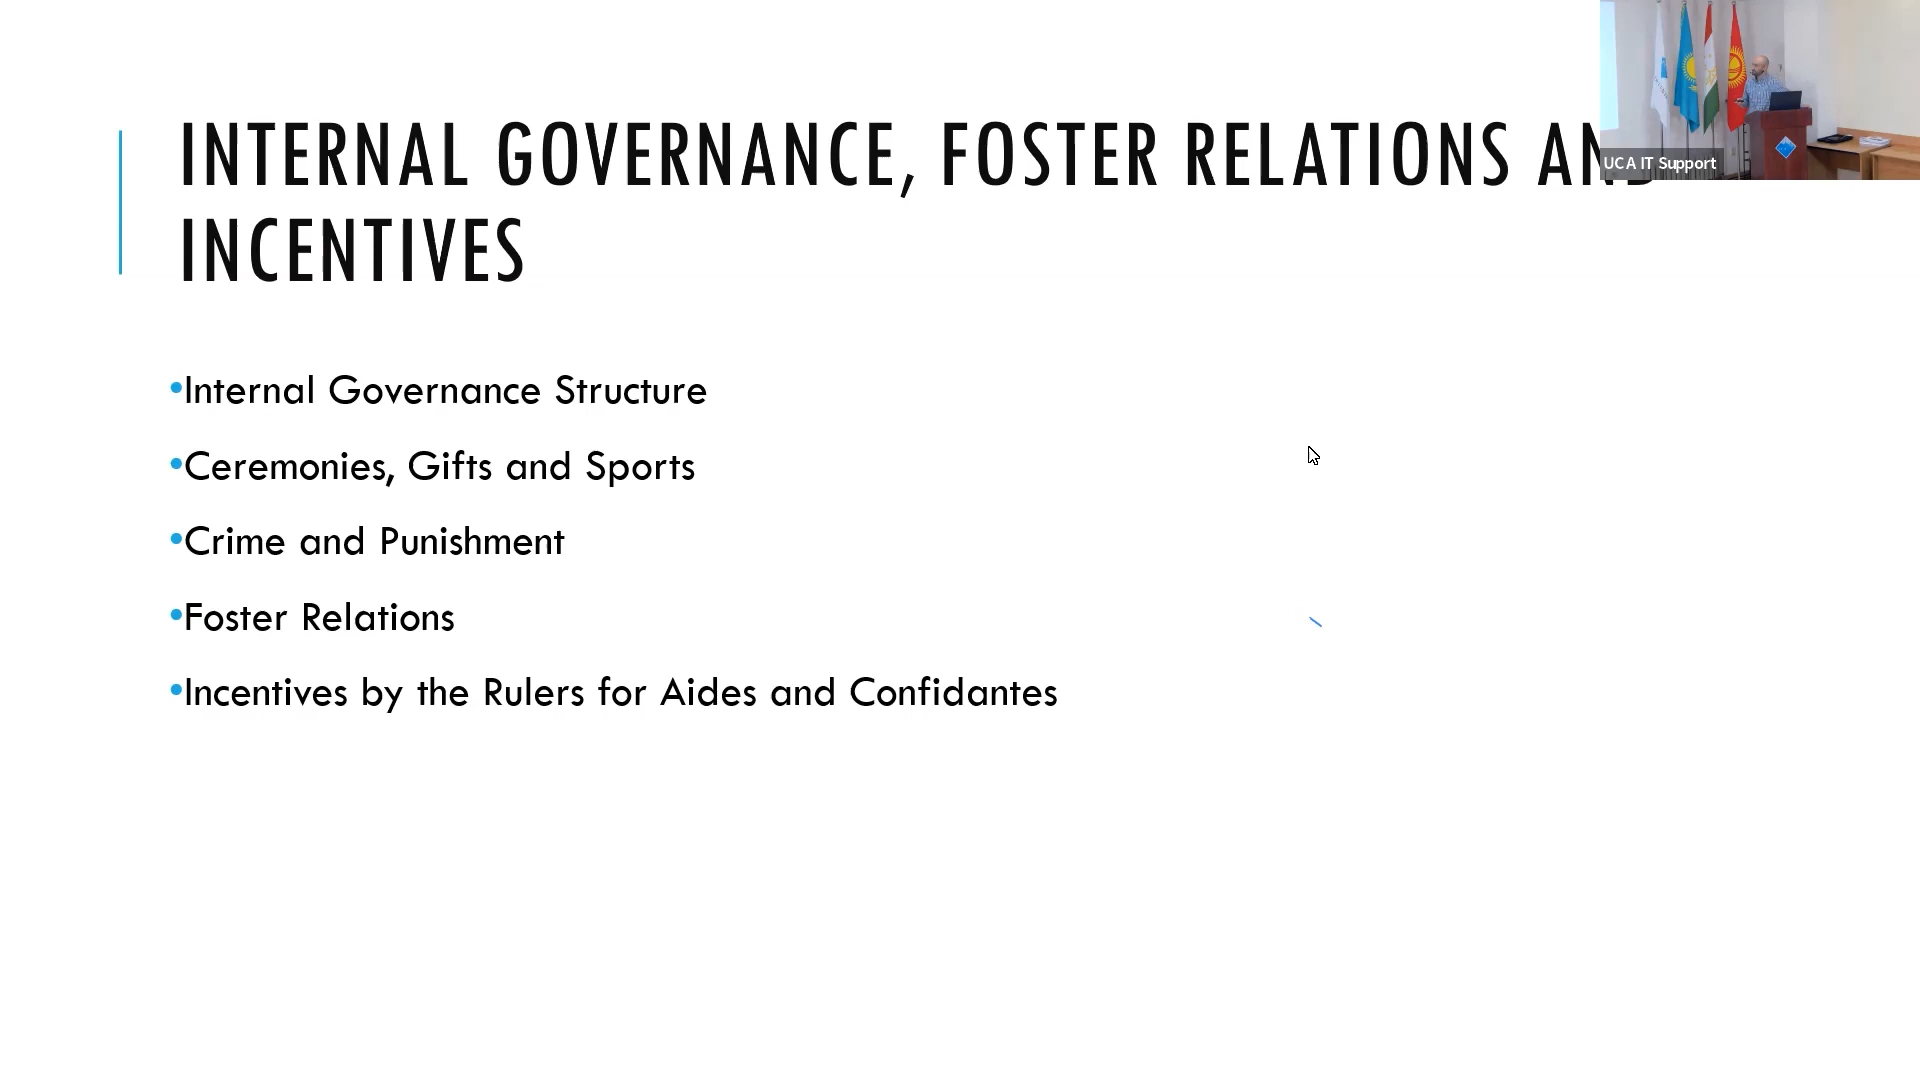 INTERNAL GOVERNANCE, FOSTER RELATIONS AND
INCENTIVES
UCA IT Support
•Internal Governance Structure
•Ceremonies, Gifts and Sports
•Crime and Punishment
•Foster Relations
•Incentives by the Rulers for Aides and Confidantes